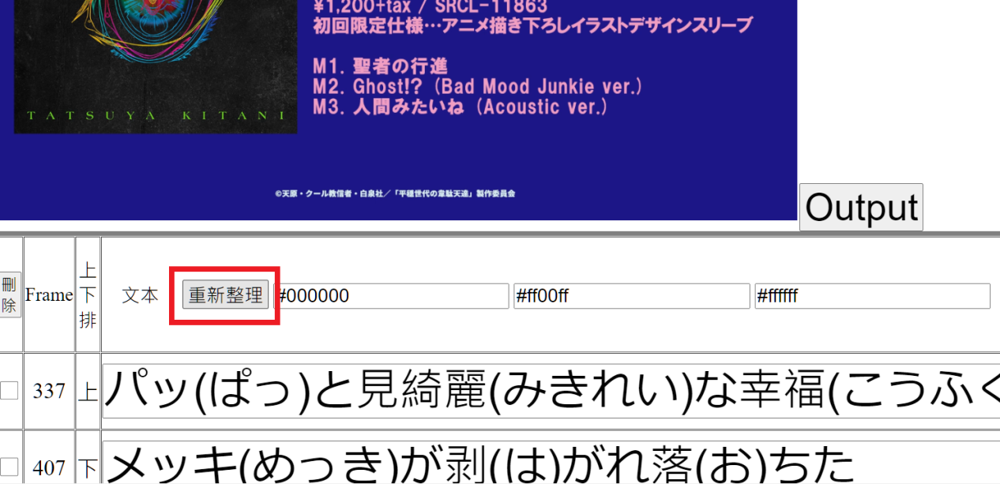 ¥1,200+tax / SRCL-11863
初回限定仕様…アニメ描き下ろしイラストデザインスリーブ
M1. 聖者の行進
M2. Ghost!? (Bad Mood Junkie ver.)
M3. 人間みたいね (Acoustic ver.)
TATSUYA KITANI
©天原・クール教信者・白泉社／「平穏世代の韋駄天達」製作委員会
Output
刪除
Frame
上下排
文本
重新整理
#000000
#ff00ff
#ffffff
337
上
パッ(ぱっ)と見綺麗(みきれい)な幸福(こうふく
407
下
メッキ(めっき)が剥(は)がれ落(お)ちた